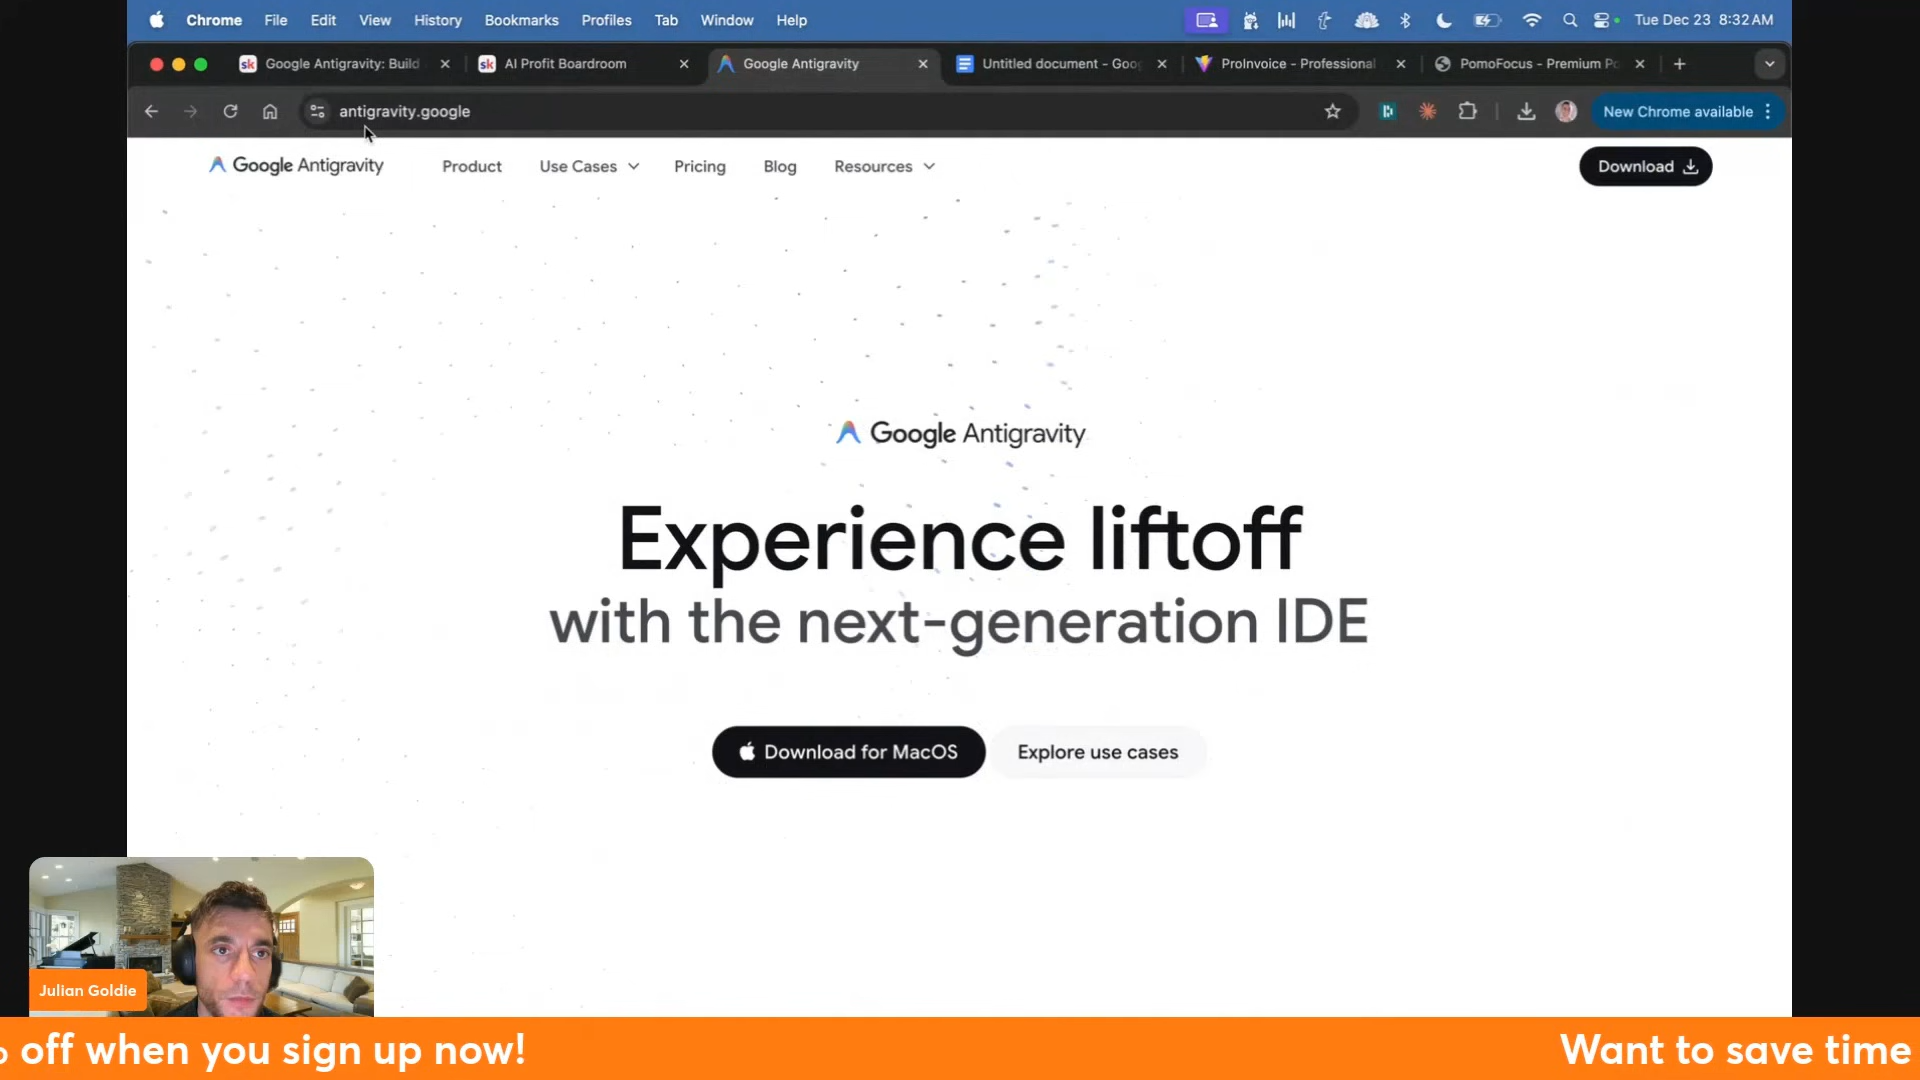 Chrome File Edit View History Bookmarks Profiles Tab Window Help Tue Dec 23 8:32 AM
Google Antigravity: Build AI Profit Boardroom Google Antigravity Untitled document - Goo ProInvoice - Professional PomoFocus - Premium Po
antigravity.google New Chrome available
Google Antigravity Product Use Cases Pricing Blog Resources Download
Google Antigravity
Experience liftoff
with the next-generation IDE
Download for MacOS Explore use cases
Julian Goldie
off when you sign up now! Want to save time